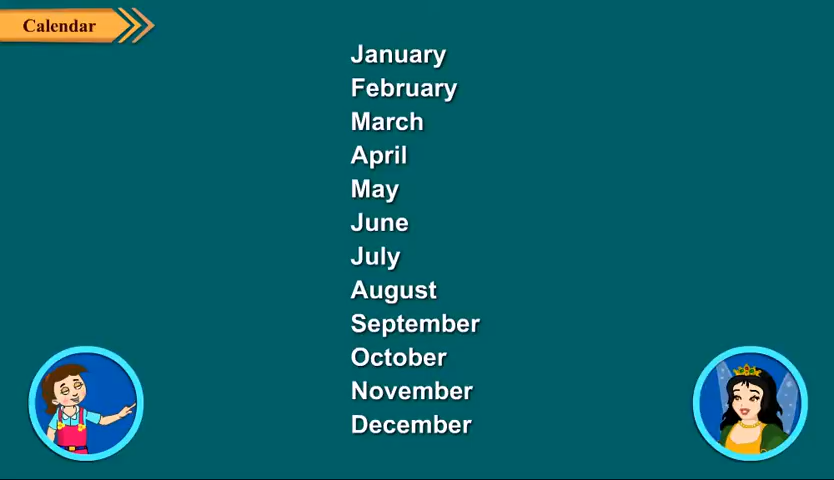 Calendar
January
February
March
April
May
June
July
August
September
October
November
December